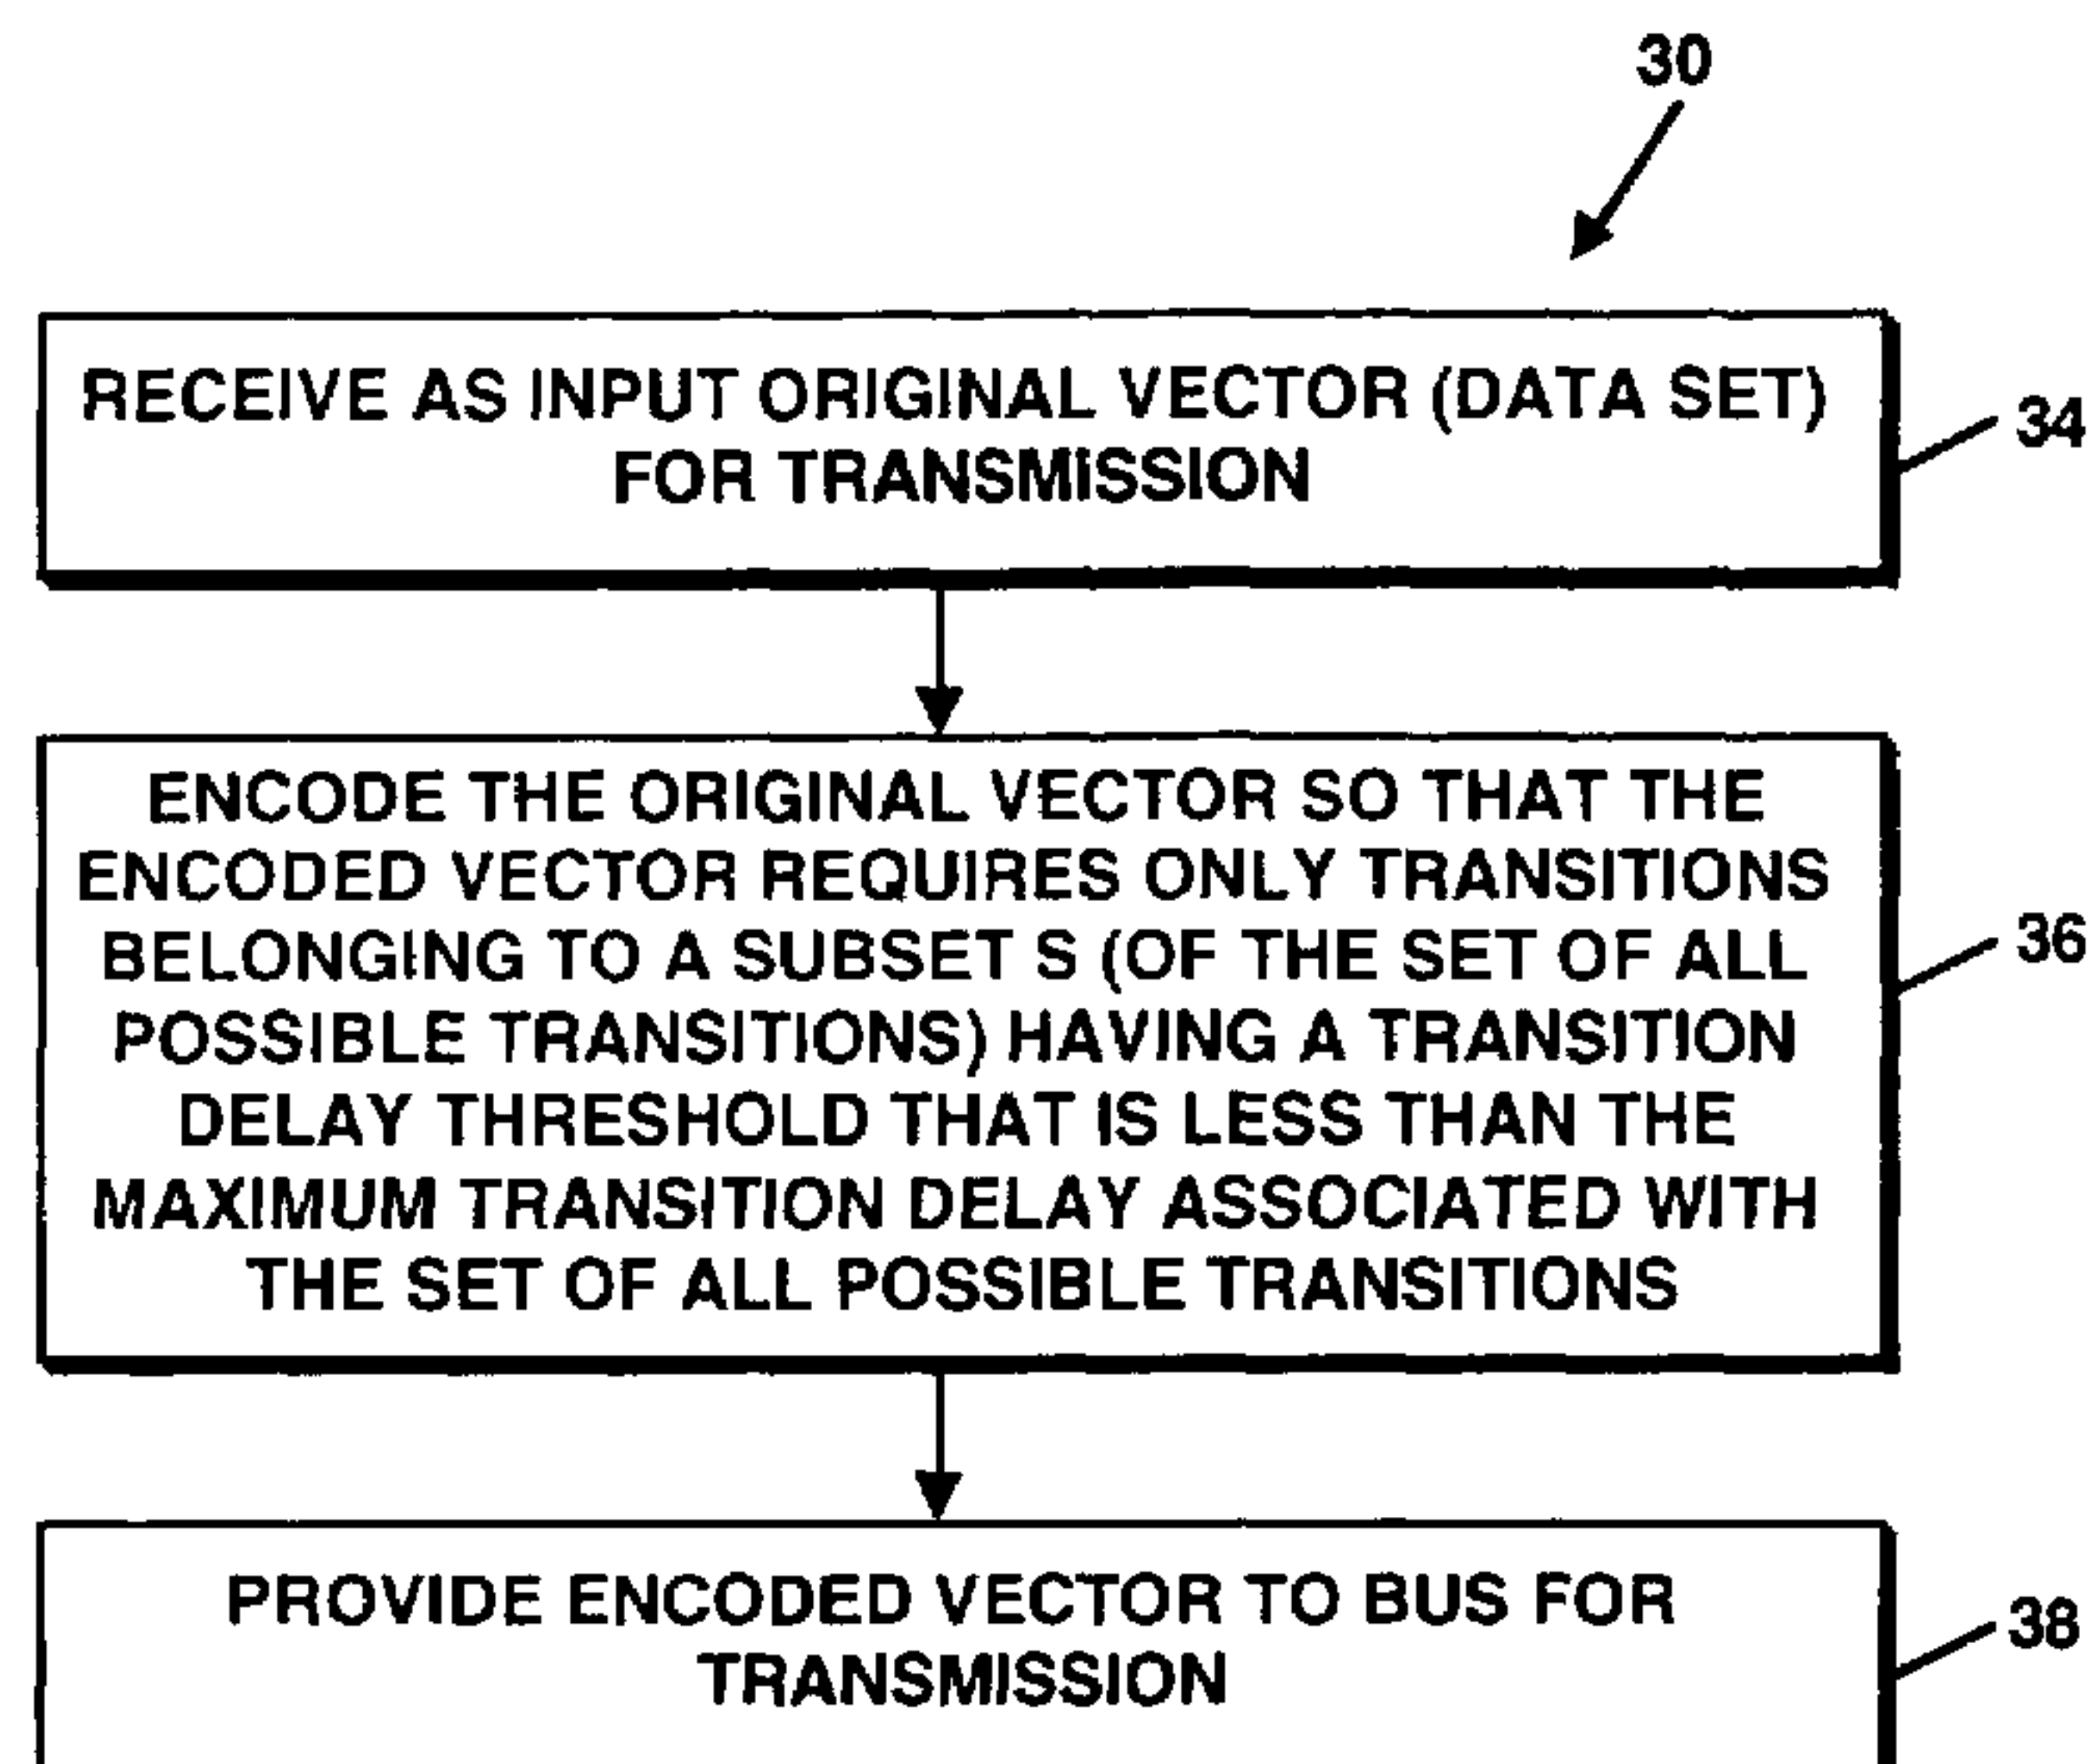 30
RECEIVE AS INPUT ORIGINAL VECTOR (DATA SET)
FOR TRANSMISSION
34
ENCODE THE ORIGINAL VECTOR SO THAT THE
ENCODED VECTOR REQUIRES ONLY TRANSITIONS
BELONGING TO A SUBSET S (OF THE SET OF ALL
POSSIBLE TRANSITIONS) HAVING A TRANSITION
DELAY THRESHOLD THAT IS LESS THAN THE
MAXIMUM TRANSITION DELAY ASSOCIATED WITH
THE SET OF ALL POSSIBLE TRANSITIONS
36
PROVIDE ENCODED VECTOR TO BUS FOR
TRANSMISSION
38